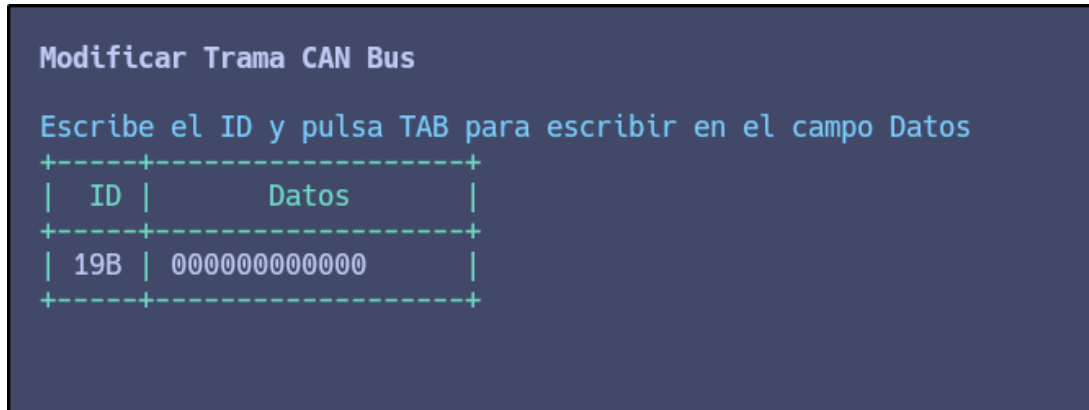 Modificar Trama CAN Bus
Escribe el ID y pulsa TAB para escribir en el campo Datos
+-----+-------------------+
|  ID |       Datos       |
+-----+-------------------+
| 19B | 000000000000      |
+-----+-------------------+